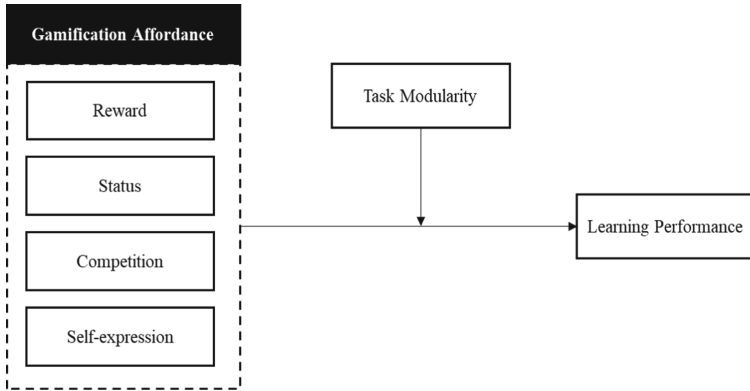 Gamification Affordance
Reward
Status
Competition
Self-expression
Task Modularity
Learning Performance